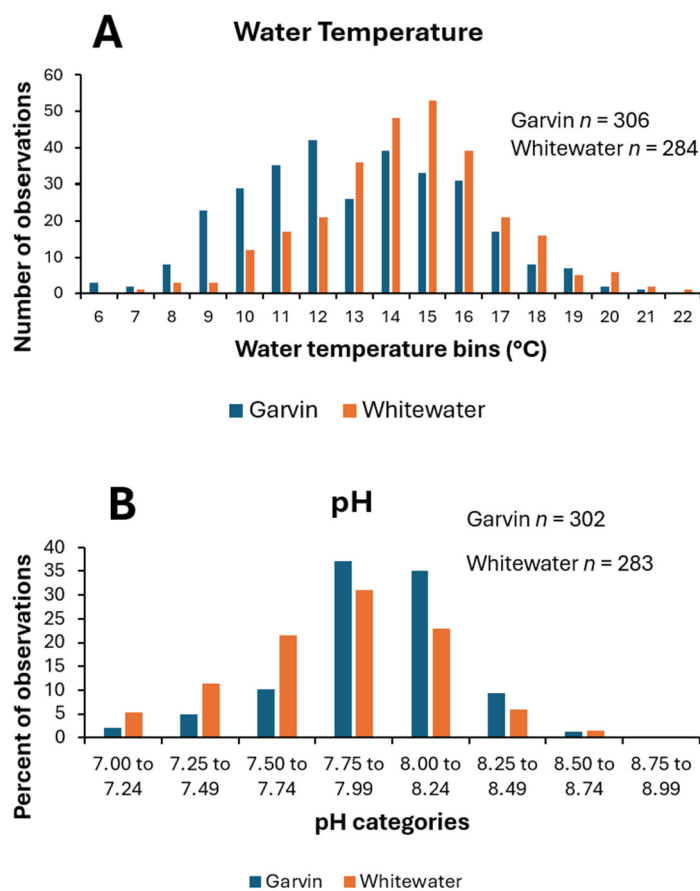 A
Water Temperature
Number of observations
60
50
40
30
20
10
0
Garvin n = 306
Whitewater n = 284
6 7 8 9 10 11 12 13 14 15 16 17 18 19 20 21 22
Water temperature bins (°C)
Garvin Whitewater
B
pH
Garvin n = 302
Whitewater n = 283
Percent of observations
40
35
30
25
20
15
10
5
0
7.00 to 7.25 to 7.50 to 7.75 to 8.00 to 8.25 to 8.50 to 8.75 to
7.24 7.49 7.74 7.99 8.24 8.49 8.74 8.99
pH categories
Garvin Whitewater